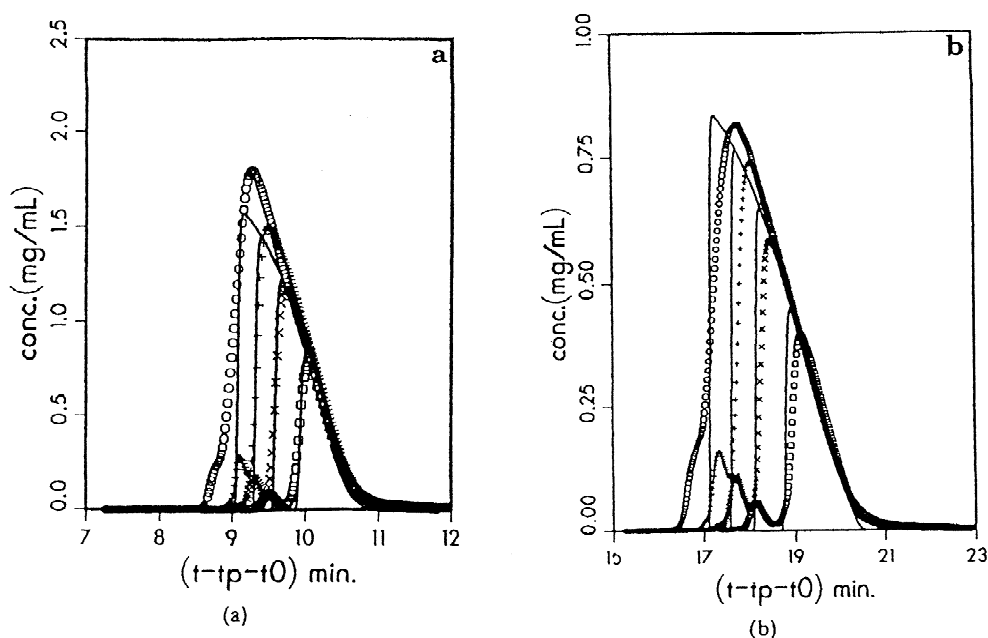 a
2.5
2.0
1.5
1.0
0.5
0.0
conc.(mg/mL)
7 8 9 10 11 12
(t-tp-t0) min.
(a)
b
1.00
0.75
0.50
0.25
0.00
conc.(mg/mL)
15 17 19 21 23
(t-tp-t0) min.
(b)